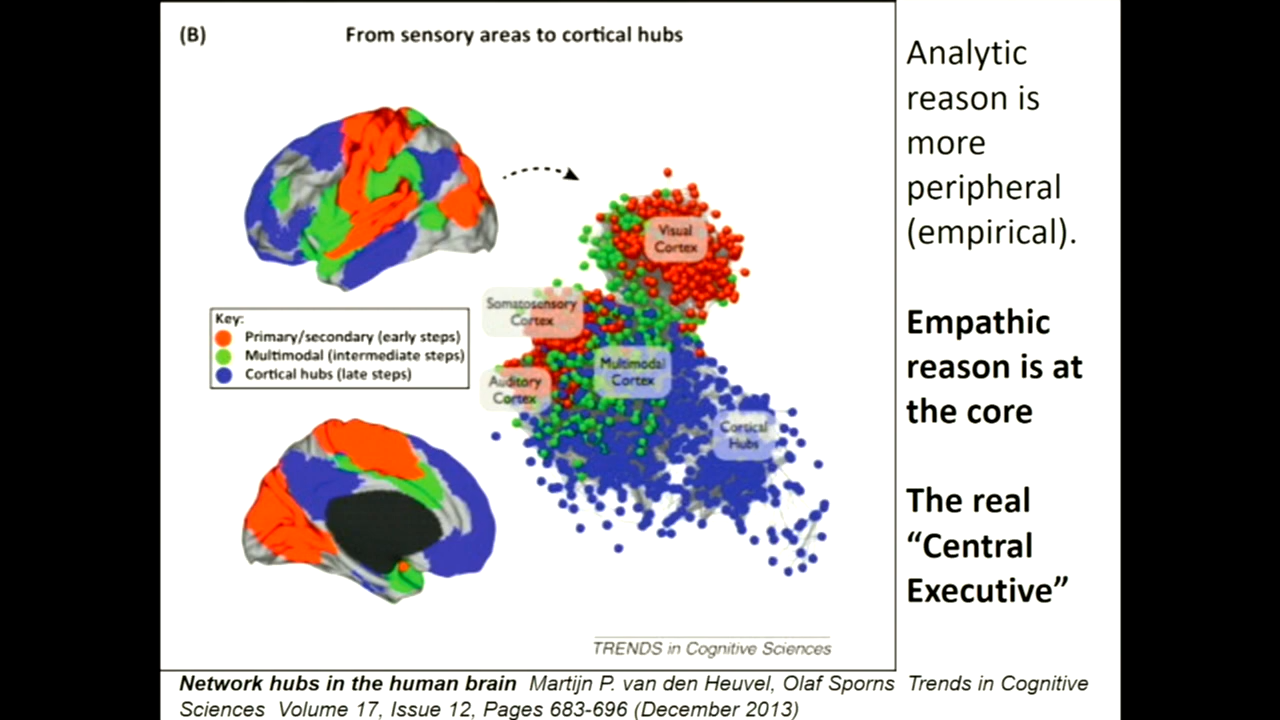 (B)
From sensory areas to cortical hubs
Visual
Cortex
Somatosensory
Cortex
Key:
Primary/secondary (early steps)
Multimodal (intermediate steps)
Cortical hubs (late steps)
Multimodal
Cortex
Auditory
Cortex
Cortical
Hubs
TRENDS in Cognitive Sciences
Analytic
reason is
more
peripheral
(empirical).
Empathic
reason is at
the core
The real
“Central
Executive”
Network hubs in the human brain Martijn P. van den Heuvel, Olaf Sporns Trends in Cognitive
Sciences Volume 17, Issue 12, Pages 683-696 (December 2013)